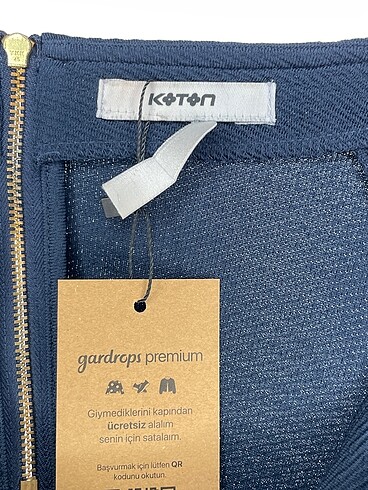 KOTON
gardrops premium
Giymediklerini kapından
ücretsiz alalım
senin için satalım.
Başvurmak için lütfen QR
kodunu okutun.